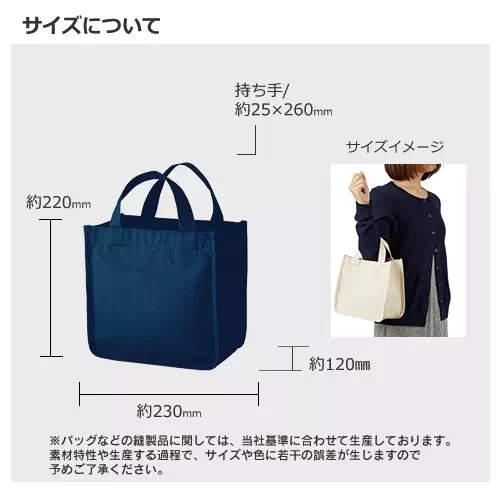 サイズについて
持ち手/
約25×260mm
サイズイメージ
約220mm
約120㎜
約230mm
※バッグなどの縫製品に関しては、当社基準に合わせて生産しております。
素材特性や生産する過程で、サイズや色に若干の誤差が生じますので
予めご了承ください。